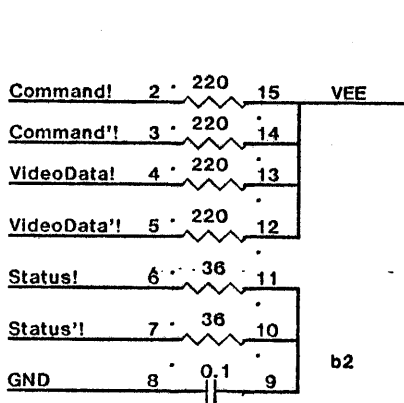 Command! 2 220 15 VEE
Command'! 3 220 14
VideoData! 4 220 13
VideoData'! 5 220 12
Status! 6 36 11
Status'! 7 36 10
b2
GND 8 0.1 9